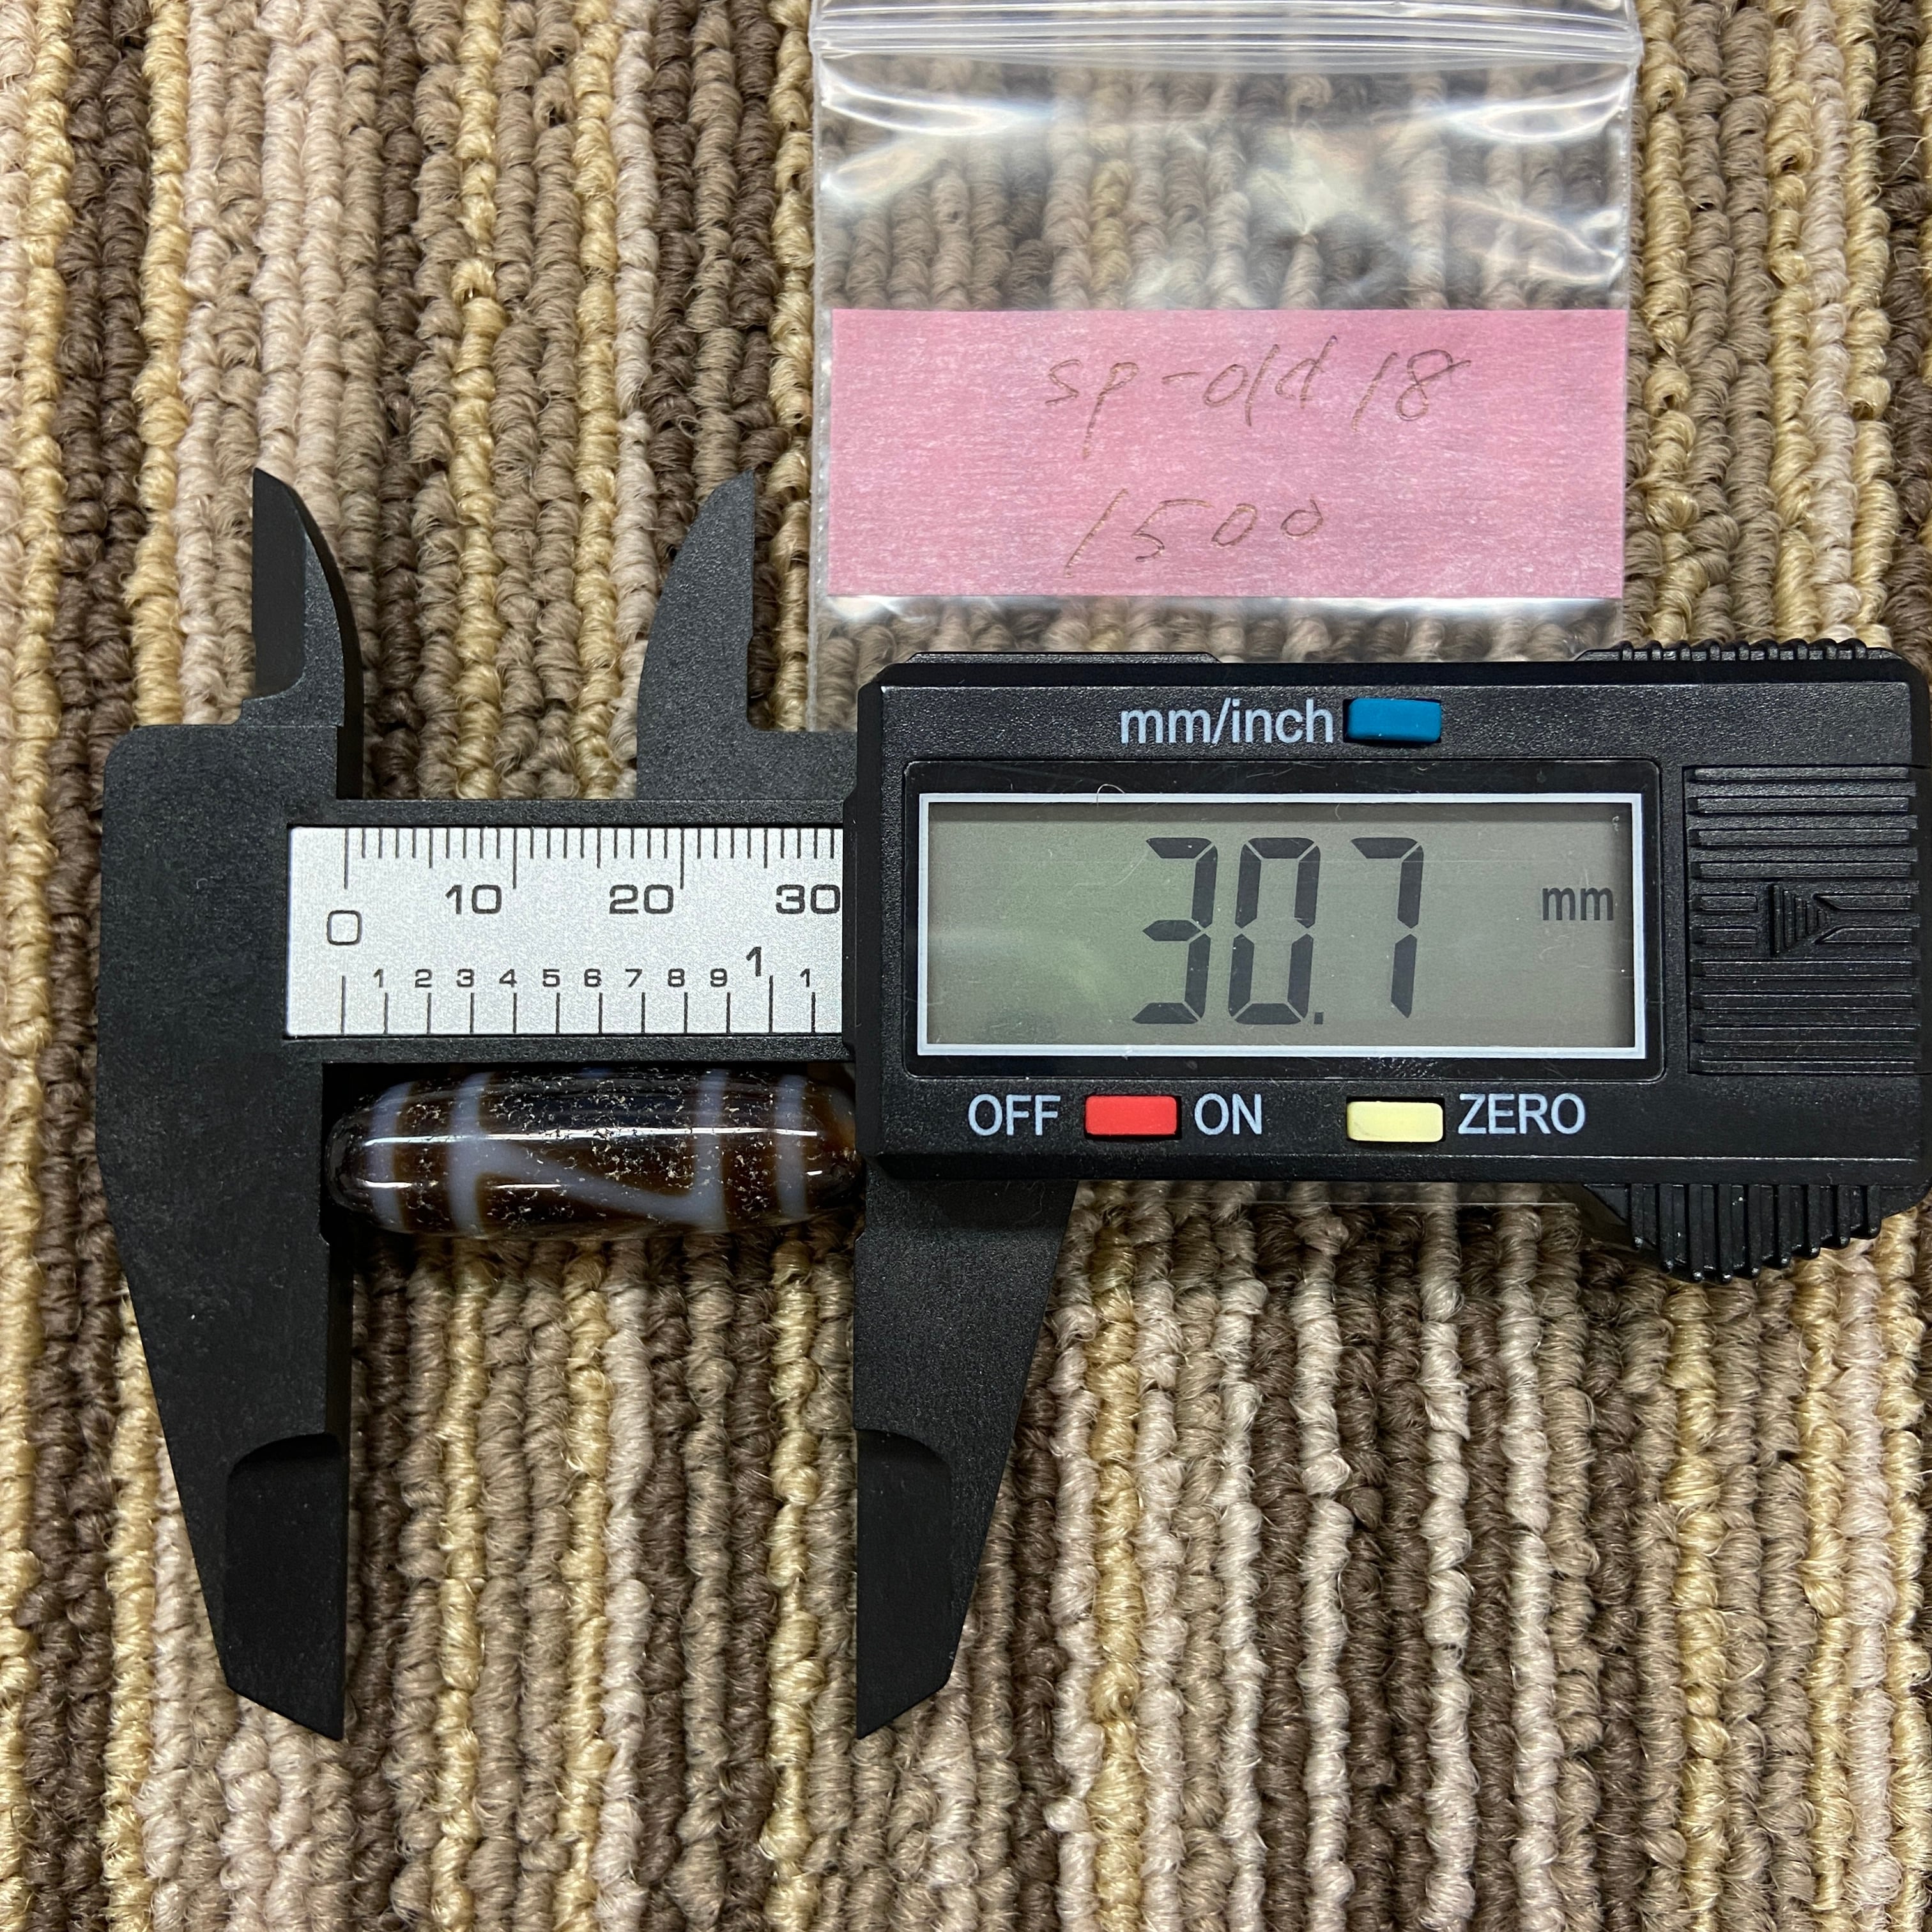 sp-old 18
1500
mm/inch
30.7 mm
OFF ON ZERO
0 10 20 30
1 2 3 4 5 6 7 8 9 1 1